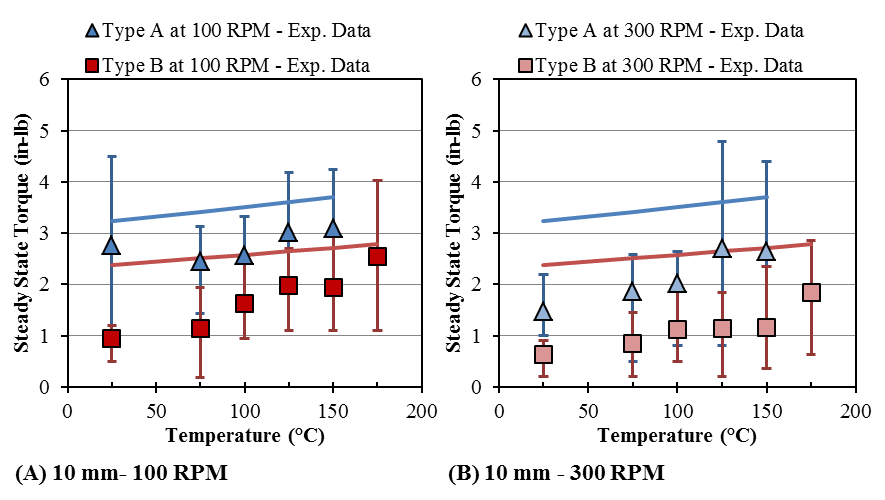 Type A at 100 RPM - Exp. Data
Type B at 100 RPM - Exp. Data
6
5
4
3
2
1
0
0
50
100
150
200
Steady State Torque (in-lb)
Temperature (°C)
(A) 10 mm- 100 RPM
Type A at 300 RPM - Exp. Data
Type B at 300 RPM - Exp. Data
6
5
4
3
2
1
0
0
50
100
150
200
Steady State Torque (in-lb)
Temperature (°C)
(B) 10 mm - 300 RPM